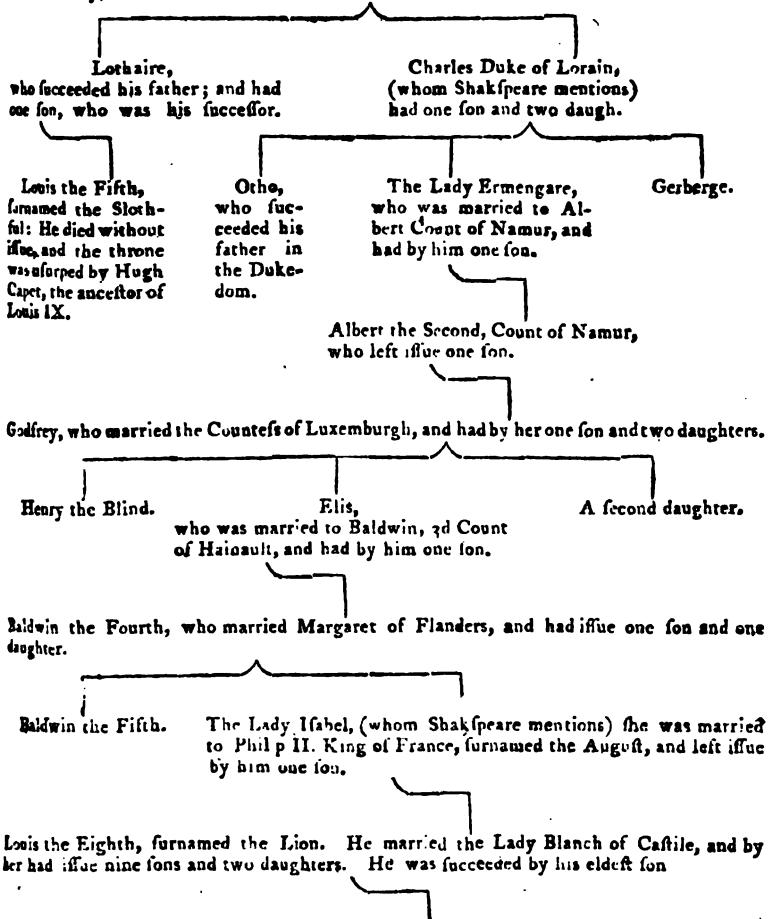 Lothaire,
who ſucceeded his father; and had
one ſon, who was his ſucceſſor.
Charles Duke of Lorain,
(whom Shakſpeare mentions)
had one ſon and two daugh.
Louis the Fifth,
ſurnamed the Sloth-
ful: He died without
iſſue, and the throne
was uſurped by Hugh
Capet, the anceſtor of
Louis IX.
Otho,
who ſuc-
ceeded his
father in
the Duke-
dom.
The Lady Ermengare,
who was married to Al-
bert Count of Namur, and
had by him one ſon.
Gerberge.
Albert the Second, Count of Namur,
who left iſſue one ſon.
Godfrey, who married the Counteſs of Luxemburgh, and had by her one ſon and two daughters.
Henry the Blind.
Elis,
who was married to Baldwin, 3d Count
of Hainault, and had by him one ſon.
A ſecond daughter.
Baldwin the Fourth, who married Margaret of Flanders, and had iſſue one ſon and one
daughter.
Baldwin the Fifth.
The Lady Iſabel, (whom Shakſpeare mentions) ſhe was married
to Philip II. King of France, ſurnamed the Auguſt, and left iſſue
by him one ſon.
Louis the Eighth, ſurnamed the Lion. He married the Lady Blanch of Caſtile, and by
her had iſſue nine ſons and two daughters. He was ſucceeded by his eldeſt ſon